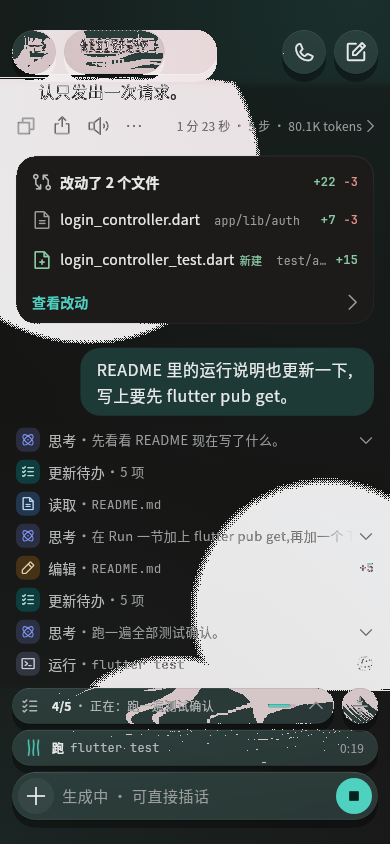 认只发出一次请求。
1 分 23 秒 · 步 · 80.1K tokens
改动了 2 个文件 +22 -3
login_controller.dart app/lib/auth +7 -3
login_controller_test.dart 新建 test/a… +15
查看改动
README 里的运行说明也更新一下,
写上要先 flutter pub get。
思考 · 先看看 README 现在写了什么。
更新待办 · 5 项
读取 · README.md
思考 · 在 Run 一节加上 flutter pub get,再加一个
编辑 · README.md +5
更新待办 · 5 项
思考 · 跑一遍全部测试确认。
运行 · flutter test
4/5 · 正在: 跑一遍测试确认
跑 flutter test 0:19
生成中 · 可直接插话